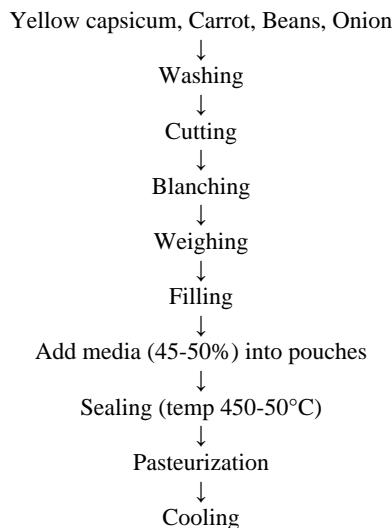 Yellow capsicum, Carrot, Beans, Onion
↓
Washing
↓
Cutting
↓
Blanching
↓
Weighing
↓
Filling
↓
Add media (45-50%) into pouches
↓
Sealing (temp 450-50°C)
↓
Pasteurization
↓
Cooling